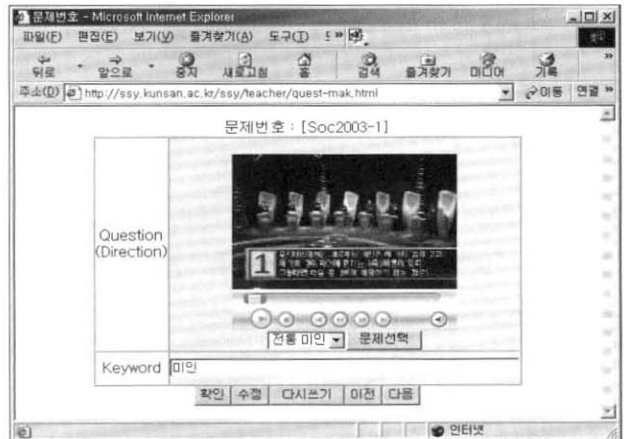 문제번호 - Microsoft Internet Explorer
파일(F) 편집(E) 보기(V) 즐겨찾기(A) 도구(T) »
뒤로 앞으로 중지 새로고침 홈 검색 즐겨찾기 미디어 기록 »
주소(D) http://ssy.kunsan.ac.kr/ssy/teacher/quest-mak.html 이동 연결 »
문제번호 : [Soc2003-1]
Question
(Direction)
1
전통 미인 문제선택
Keyword 미인
확인 수정 다시쓰기 이전 다음
인터넷